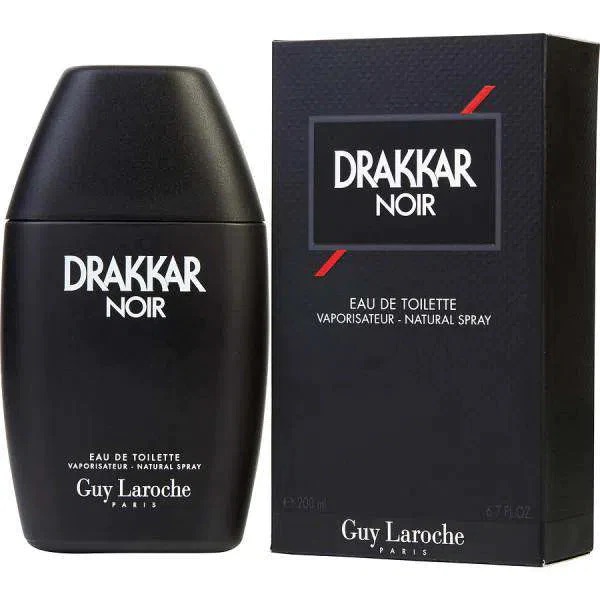 DRAKKAR
NOIR
EAU DE TOILETTE
VAPORISATEUR - NATURAL SPRAY
Guy Laroche
PARIS
DRAKKAR
NOIR
EAU DE TOILETTE
VAPORISATEUR - NATURAL SPRAY
℮ 200 ml 6.7 FL.OZ.
Guy Laroche
PARIS